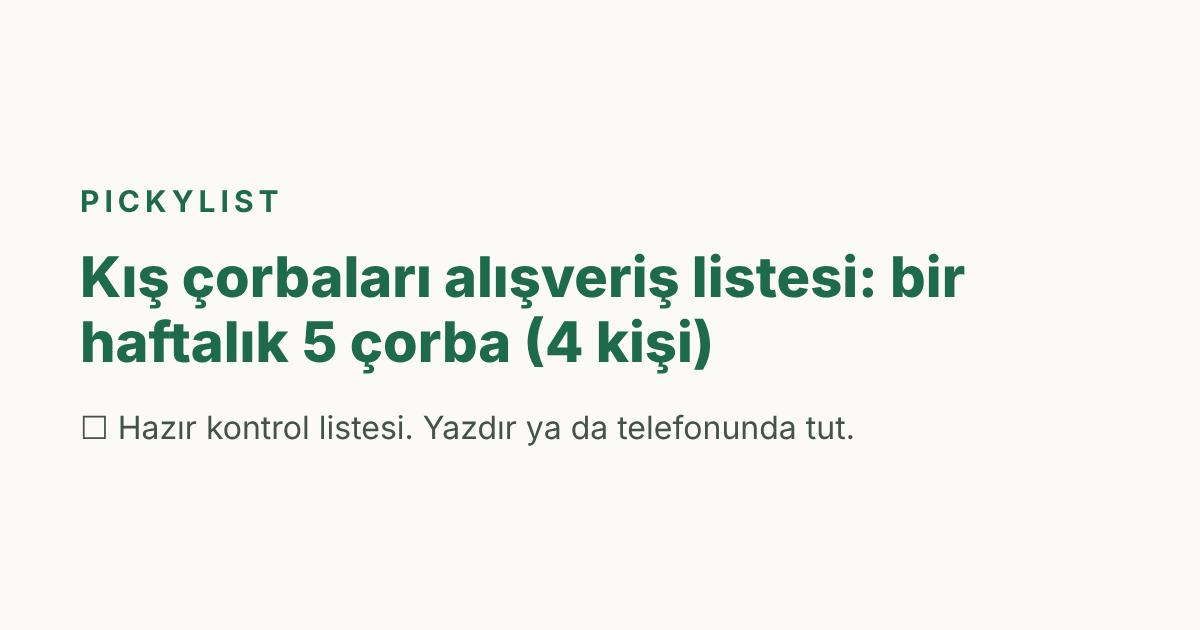 PICKYLIST
Kış çorbaları alışveriş listesi: bir
haftalık 5 çorba (4 kişi)
☐ Hazır kontrol listesi. Yazdır ya da telefonunda tut.